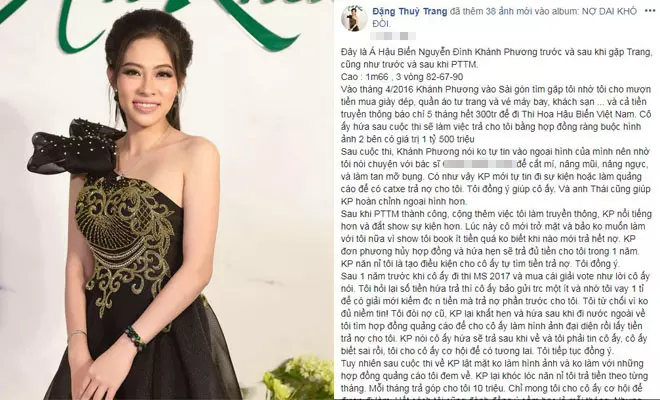 Đặng Thuỳ Trang đã thêm 38 ảnh mới vào album: NỢ DAI KHÓ
ĐÒI.
Đây là Á Hậu Biển Nguyễn Đình Khánh Phương trước và sau khi gặp Trang,
cũng như trước và sau khi PTTM.
Cao : 1m66 , 3 vòng 82-67-90
Vào tháng 4/2016 Khánh Phương vào Sài gòn tìm gặp tôi nhờ tôi cho mượn
tiền mua giày dép, quần áo tư trang và vé máy bay, khách sạn ... và cả tiền
truyền thông báo chí 5 tháng hết 300tr để đi Thi Hoa Hậu Biển Việt Nam. Cô
ấy hứa sau cuộc thi sẽ làm việc trả cho tôi bằng hợp đồng ràng buộc hình
ảnh 2 bên có giá trị 1 tỷ 500 triệu
Sau cuộc thi, Khánh Phương nói ko tự tin vào ngoại hình của mình nên nhờ
tôi nói chuyện với bác sĩ để cắt mí, nâng mũi, nâng ngực,
và làm tan mỡ bụng. Có như vậy KP mới tự tin đi sự kiện hoặc làm quảng
cáo để có catxe trả nợ cho tôi. Tôi đồng ý giúp cô ấy. Và anh Thái cũng giúp
KP hoàn chỉnh ngoại hình hơn.
Sau khi PTTM thành công, cộng thêm việc tôi làm truyền thông, KP nổi tiếng
hơn và đắt show sự kiện hơn. Lúc này cô mới trở mặt và bảo ko muốn làm
với tôi nữa vì show tôi book ít tiền quá ko biết khi nào mới trả hết nợ. KP
đơn phương hủy hợp đồng và hứa hẹn sẽ trả đủ tiền cho tôi trong 1 năm.
KP năn nỉ tôi là tạo điều kiện cho cô ấy tự tìm tiền trả nợ. Tôi đồng ý.
Sau 1 năm trước khi cô ấy đi thi MS 2017 và mua cái giải vote như lời cô ấy
nói. Tôi hỏi lại số tiền hứa trả thì cô ấy bảo gửi trc một ít và nhờ tôi vay 1 tỉ
để có giải mới kiếm đc n tiền mà trả nợ phần trước cho tôi. Tôi từ chối vì ko
đủ niềm tin! Tôi đòi nợ cũ, KP lại khất hẹn và hứa sau khi đi nước ngoài về
tôi tìm hợp đồng quảng cáo để cho cô ấy làm hình ảnh đại diện rồi lấy tiền
trả nợ cho tôi. KP nói cô ấy hứa sẽ trả sau khi về và tôi phải tin cô ấy, cô ấy
biết sai rồi, tôi cho cô ấy cơ hội để có tương lai. Tôi tiếp tục đồng ý.
Tuy nhiên sau cuộc thi về KP lật mặt ko làm hình ảnh và ko làm với những
hợp đồng quảng cáo tôi đem về. KP lại khóc lóc năn nỉ tôi trả tiền theo từng
tháng. Mỗi tháng trả góp cho tôi 10 triệu. Chỉ mong tôi cho cô ấy cơ hội để